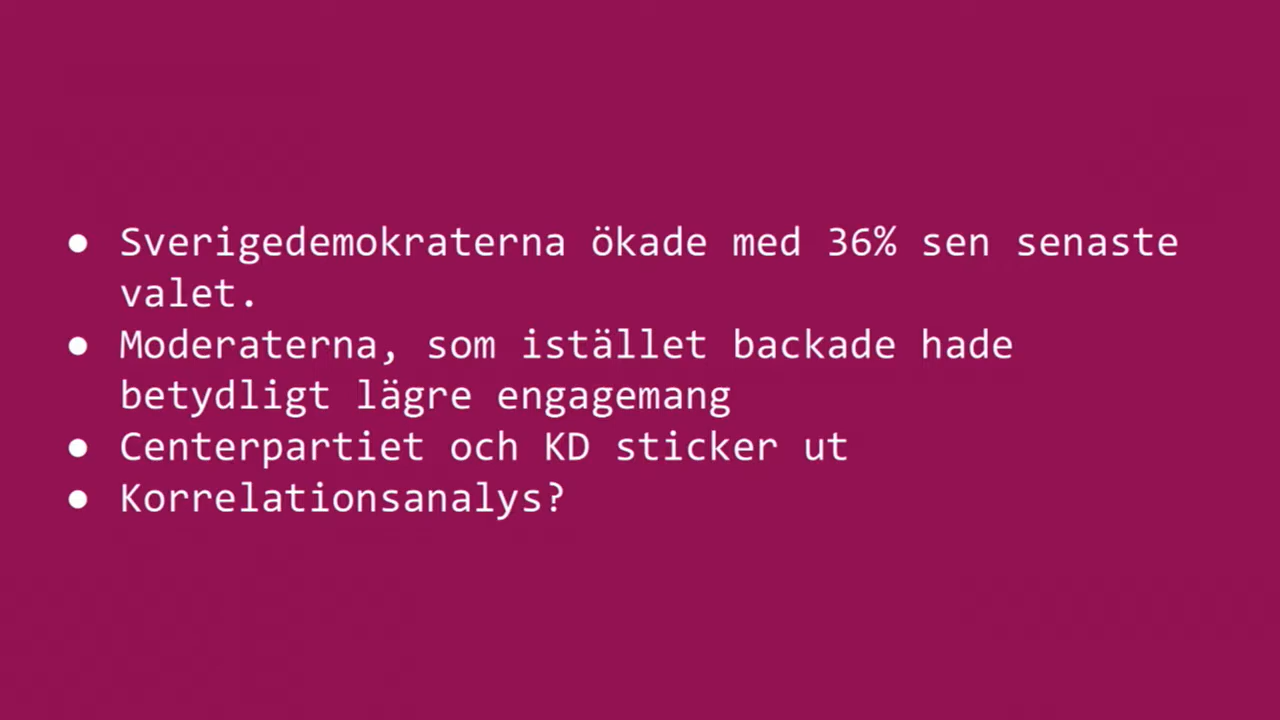 ● Sverigedemokraterna ökade med 36% sen senaste
valet.
● Moderaterna, som istället backade hade
betydligt lägre engagemang
● Centerpartiet och KD sticker ut
● Korrelationsanalys?